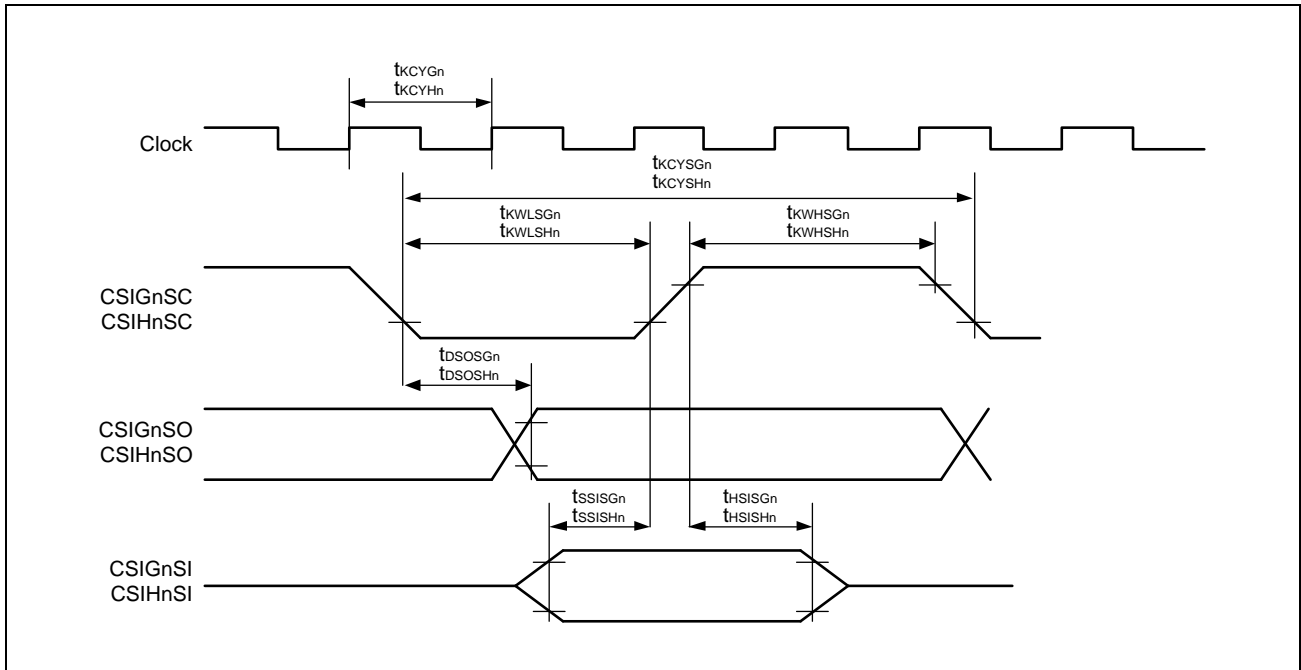 tKCYGn
tKCYHn
Clock
tKCYSGn
tKCYSHn
tKWLSGn
tKWLSHn
tKWHSGn
tKWHSHn
CSIGnSC
CSIHnSC
tDSOSGn
tDSOSHn
CSIGnSO
CSIHnSO
tSSISGn
tSSISHn
tHSISGn
tHSISHn
CSIGnSI
CSIHnSI